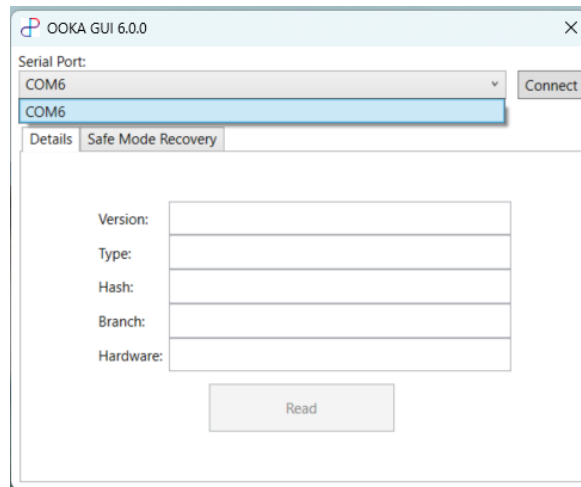 OOKA GUI 6.0.0
Serial Port:
COM6
Connect
COM6
Details
Safe Mode Recovery
Version:
Type:
Hash:
Branch:
Hardware:
Read